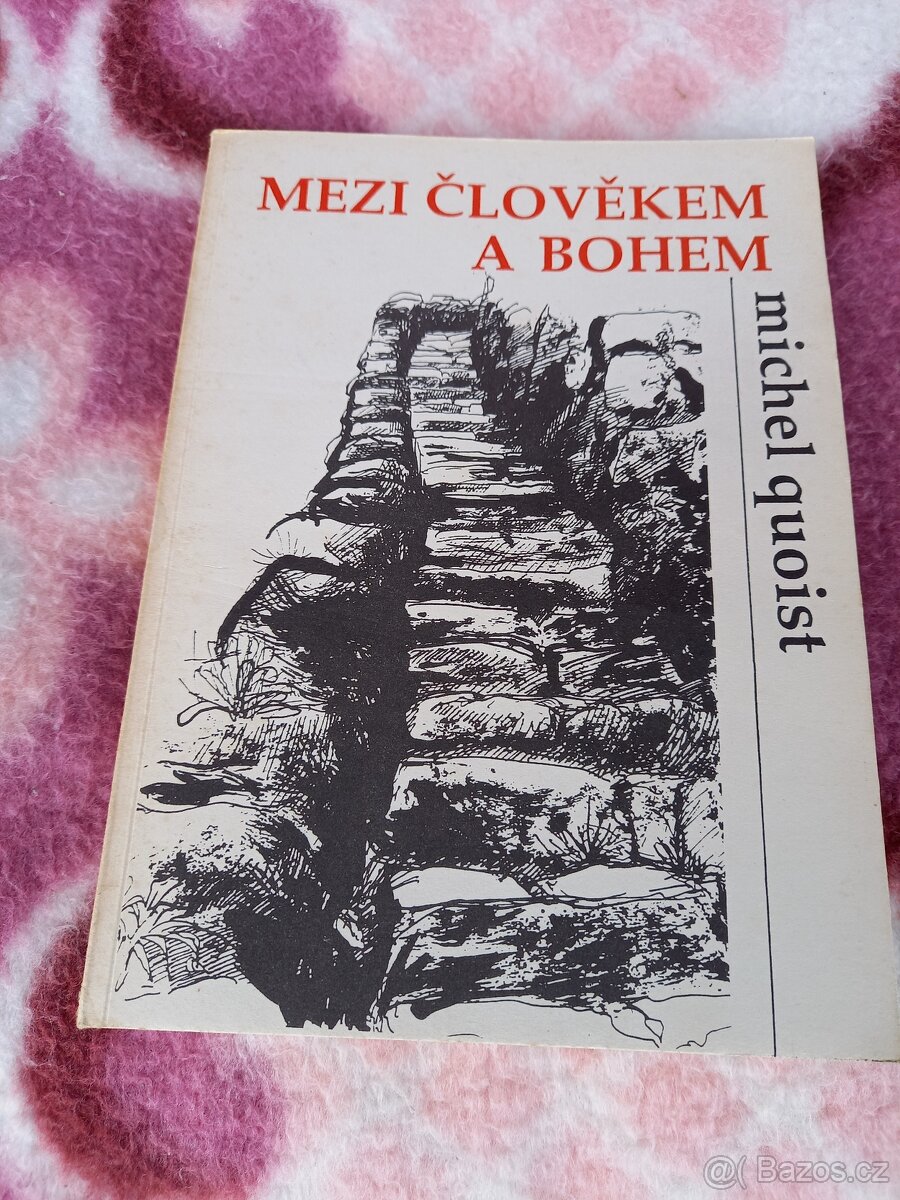 MEZI ČLOVĚKEM
A BOHEM
michel quoist
@( Bazos.cz